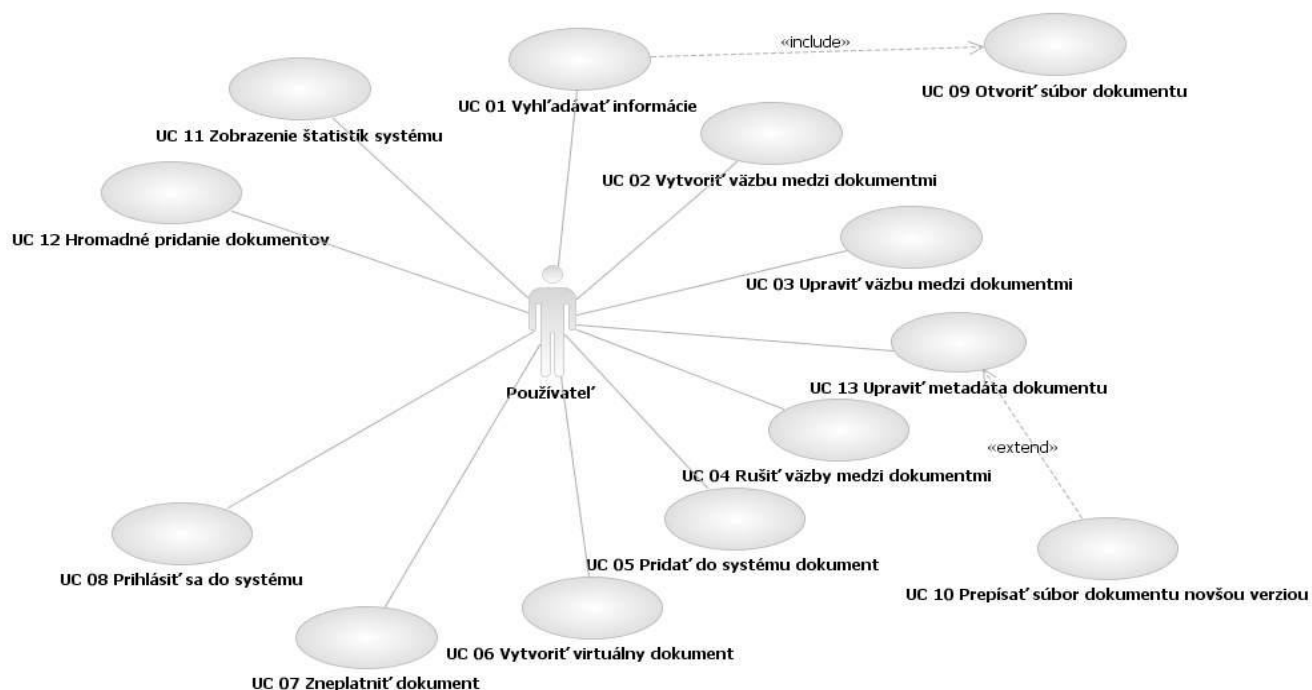 «include»
UC 09 Otvoriť súbor dokumentu
UC 01 Vyhľadávať informácie
UC 11 Zobrazenie štatistík systému
UC 02 Vytvoriť väzbu medzi dokumentmi
UC 12 Hromadné pridanie dokumentov
UC 03 Upraviť väzbu medzi dokumentmi
UC 13 Upraviť metadáta dokumentu
Používateľ
«extend»
UC 04 Rušiť väzby medzi dokumentmi
UC 05 Pridať do systému dokument
UC 08 Prihlásiť sa do systému
UC 10 Prepísať súbor dokumentu novšou verziou
UC 06 Vytvoriť virtuálny dokument
UC 07 Zneplatniť dokument